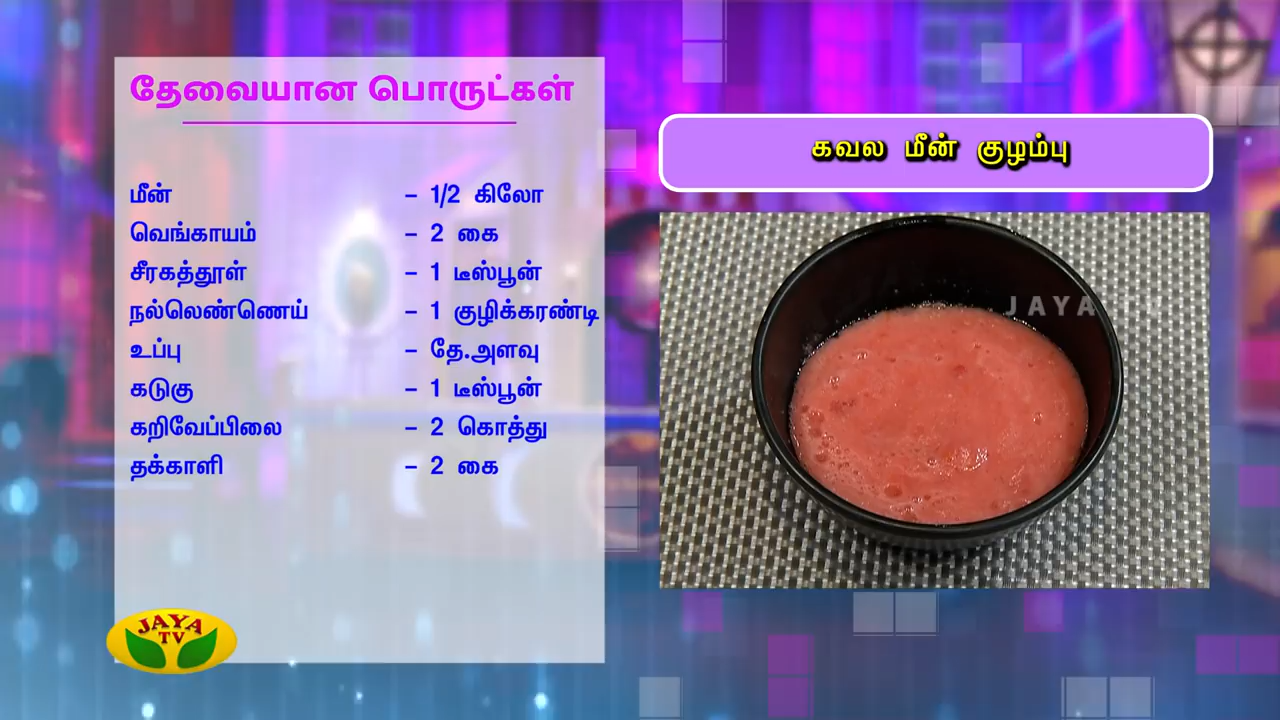 தேவையான பொருட்கள்
மீன் – 1/2 கிலோ
வெங்காயம் – 2 கை
சீரகத்தூள் – 1 டீஸ்பூன்
நல்லெண்ணெய் – 1 குழிக்கரண்டி
உப்பு – தே.அளவு
கடுகு – 1 டீஸ்பூன்
கறிவேப்பிலை – 2 கொத்து
தக்காளி – 2 கை
கவல மீன் குழம்பு
JAYA TV
JAYA
TV